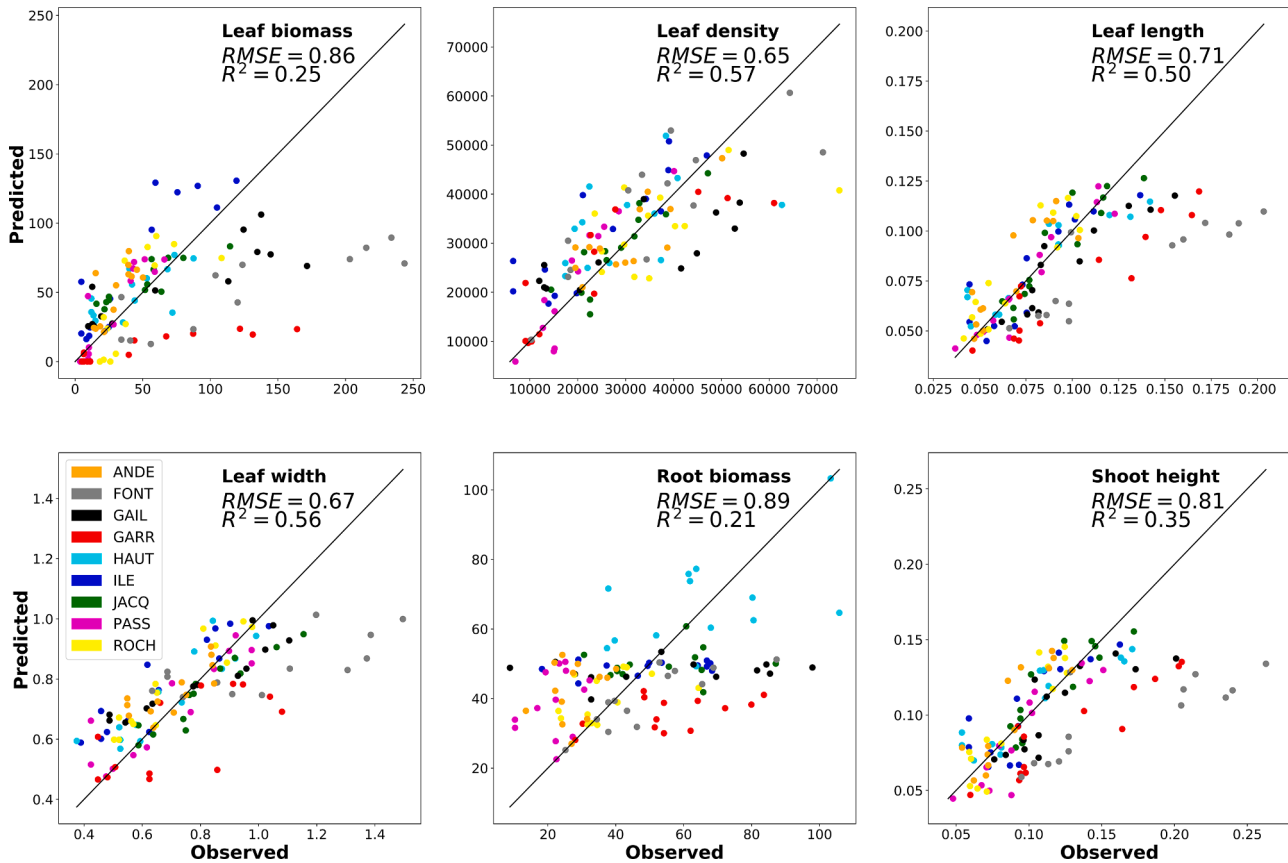 Leaf biomass
RMSE = 0.86
R² = 0.25
250
200
150
100
50
0
0 50 100 150 200 250
Predicted
Leaf density
RMSE = 0.65
R² = 0.57
70000
60000
50000
40000
30000
20000
10000
10000 20000 30000 40000 50000 60000 70000
Leaf length
RMSE = 0.71
R² = 0.50
0.200
0.175
0.150
0.125
0.100
0.075
0.050
0.025 0.050 0.075 0.100 0.125 0.150 0.175 0.200
Leaf width
RMSE = 0.67
R² = 0.56
ANDE
FONT
GAIL
GARR
HAUT
ILE
JACQ
PASS
ROCH
1.4
1.2
1.0
0.8
0.6
0.4
0.4 0.6 0.8 1.0 1.2 1.4
Predicted
Observed
Root biomass
RMSE = 0.89
R² = 0.21
100
80
60
40
20
20 40 60 80 100
Observed
Shoot height
RMSE = 0.81
R² = 0.35
0.25
0.20
0.15
0.10
0.05
0.05 0.10 0.15 0.20 0.25
Observed